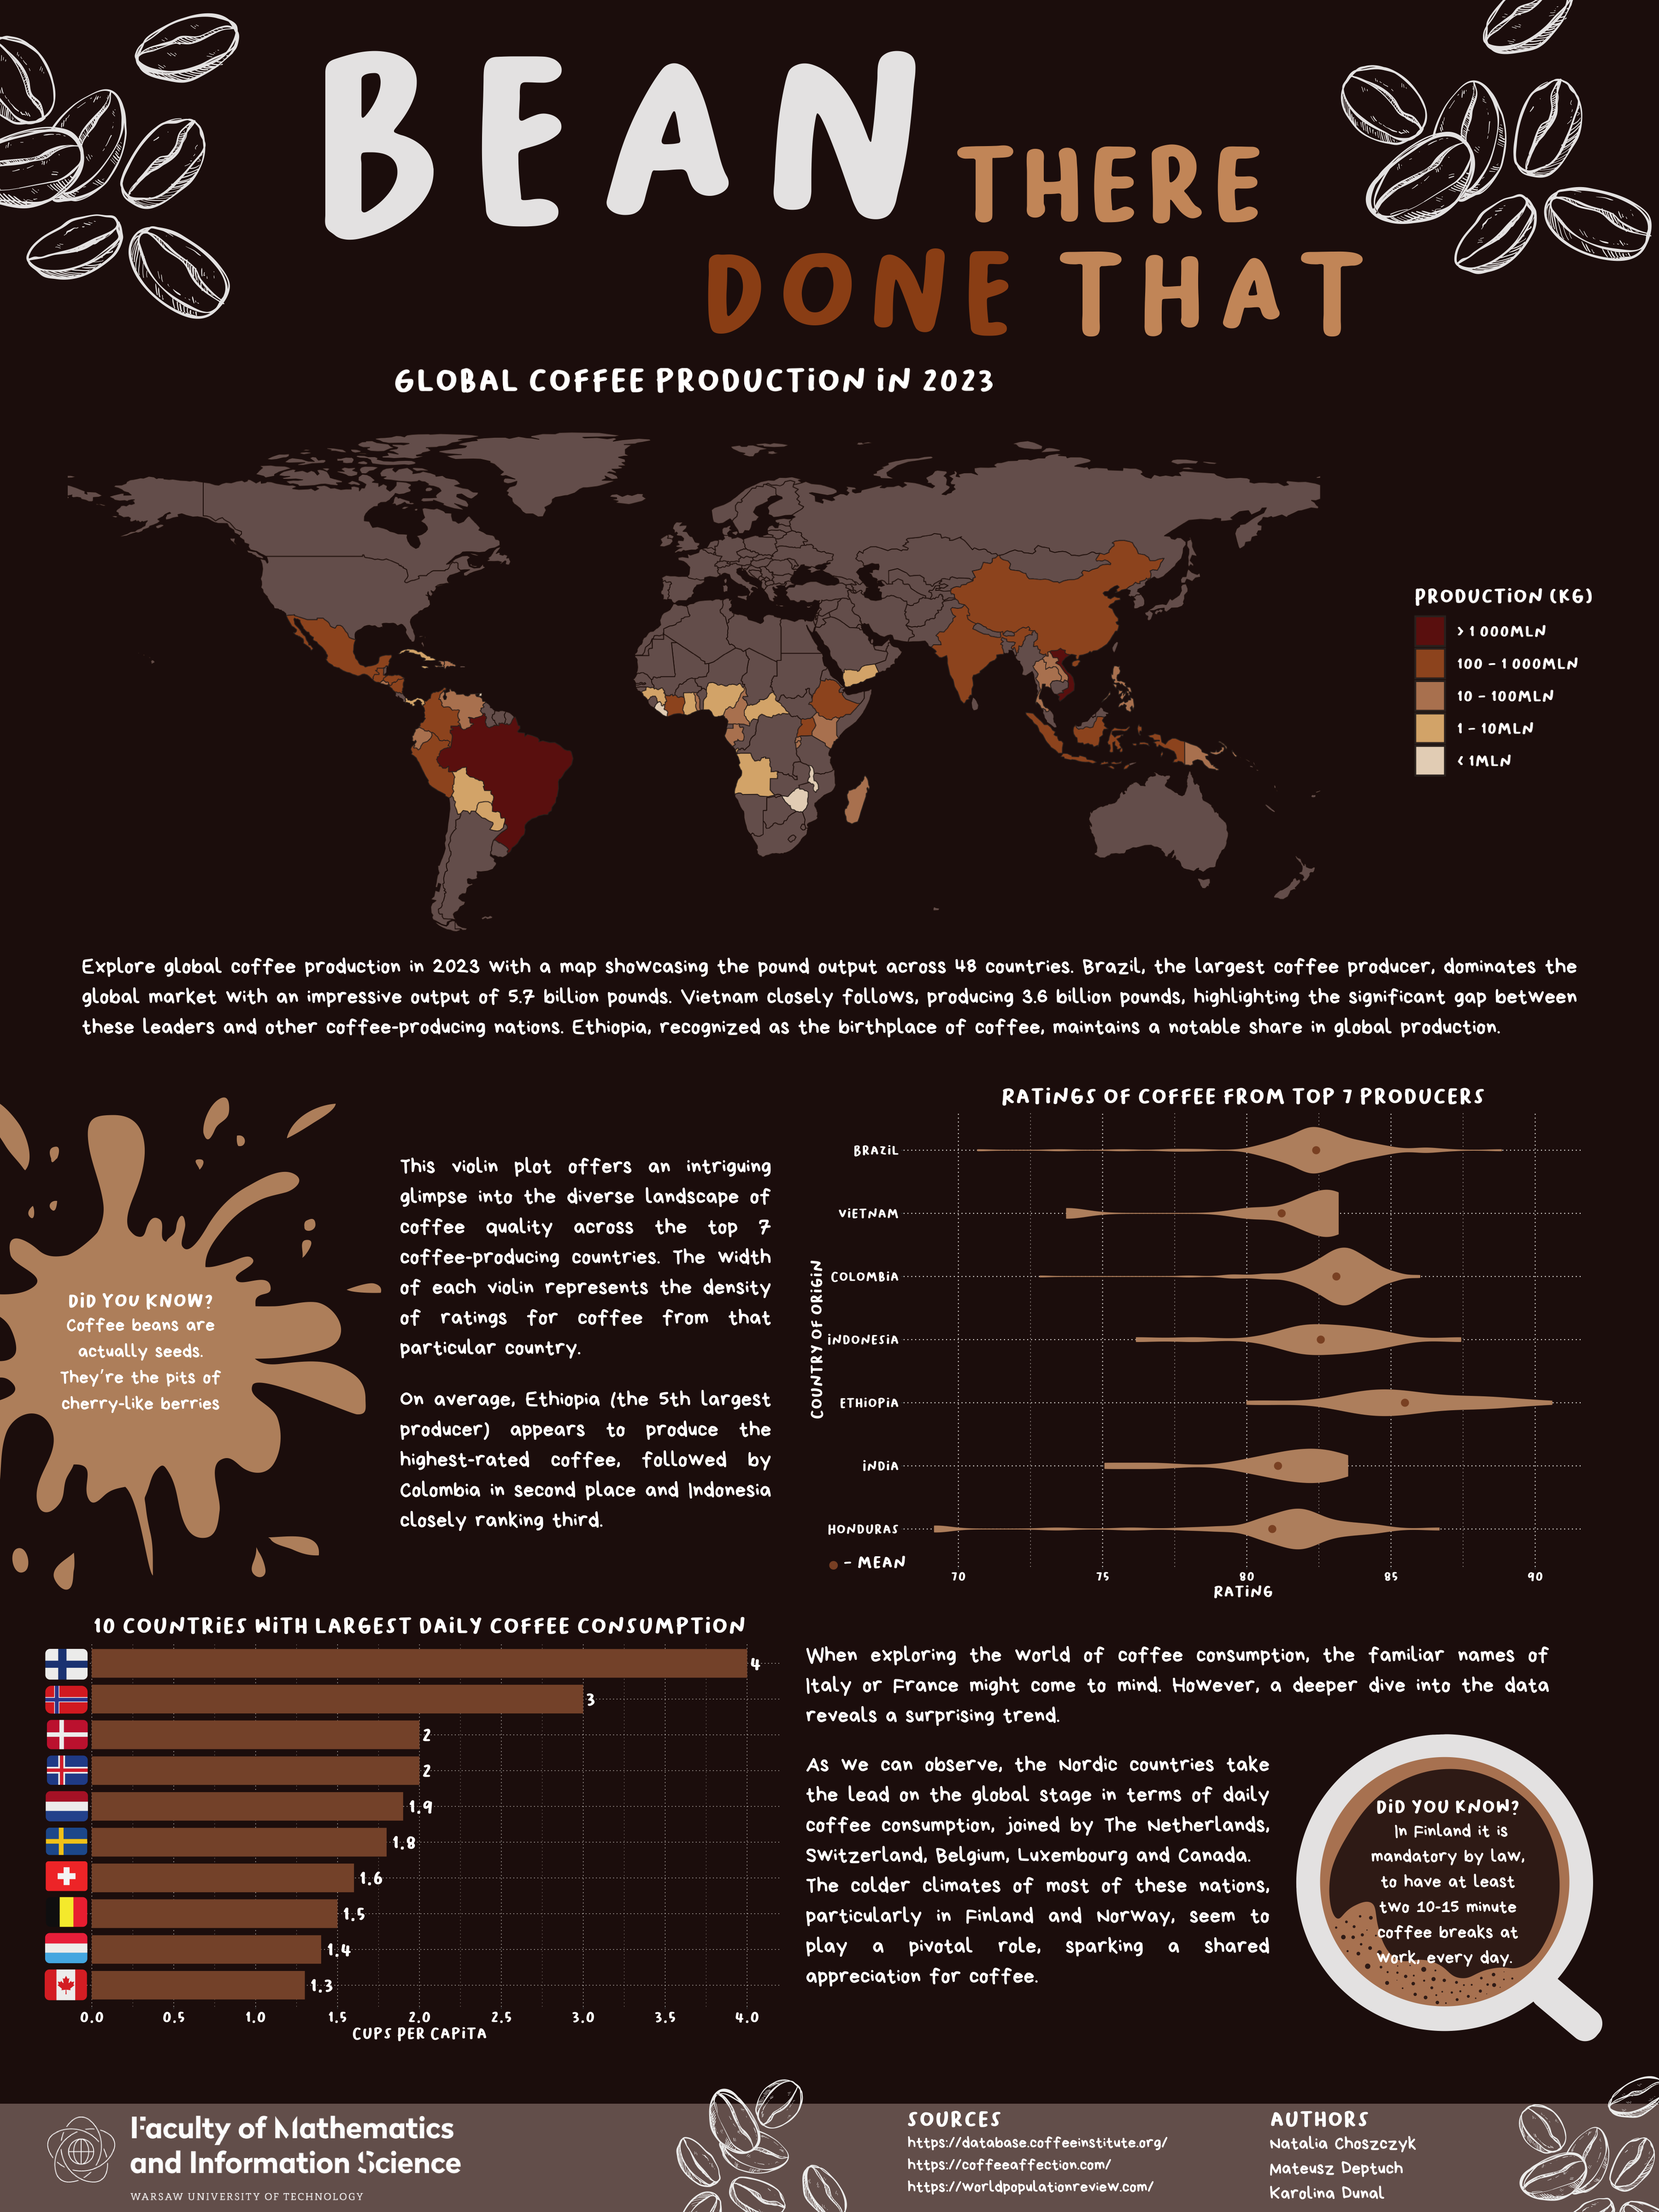 BEAN THERE
DONE THAT
GLOBAL COFFEE PRODUCTION IN 2023
PRODUCTION (KG)
> 1 000MLN
100 - 1 000MLN
10 - 100MLN
1 - 10MLN
< 1MLN
Explore global coffee production in 2023 with a map showcasing the pound output across 48 countries. Brazil, the largest coffee producer, dominates the
global market with an impressive output of 5.7 billion pounds. Vietnam closely follows, producing 3.6 billion pounds, highlighting the significant gap between
these leaders and other coffee-producing nations. Ethiopia, recognized as the birthplace of coffee, maintains a notable share in global production.
DID YOU KNOW?
Coffee beans are
actually seeds.
They're the pits of
cherry-like berries
This violin plot offers an intriguing
glimpse into the diverse landscape of
coffee quality across the top 7
coffee-producing countries. The width
of each violin represents the density
of ratings for coffee from that
particular country.
On average, Ethiopia (the 5th largest
producer) appears to produce the
highest-rated coffee, followed by
Colombia in second place and Indonesia
closely ranking third.
RATINGS OF COFFEE FROM TOP 7 PRODUCERS
COUNTRY OF ORIGIN
BRAZIL
VIETNAM
COLOMBIA
INDONESIA
ETHIOPIA
INDIA
HONDURAS
- MEAN
70 75 80 85 90
RATING
10 COUNTRIES WITH LARGEST DAILY COFFEE CONSUMPTION
4
3
2
2
1.9
1.8
1.6
1.5
1.4
1.3
0.0 0.5 1.0 1.5 2.0 2.5 3.0 3.5 4.0
CUPS PER CAPITA
When exploring the world of coffee consumption, the familiar names of
Italy or France might come to mind. However, a deeper dive into the data
reveals a surprising trend.
As we can observe, the Nordic countries take
the lead on the global stage in terms of daily
coffee consumption, joined by The Netherlands,
Switzerland, Belgium, Luxembourg and Canada.
The colder climates of most of these nations,
particularly in Finland and Norway, seem to
play a pivotal role, sparking a shared
appreciation for coffee.
DID YOU KNOW?
In Finland it is
mandatory by law,
to have at least
two 10-15 minute
coffee breaks at
work, every day.
Faculty of Mathematics
and Information Science
WARSAW UNIVERSITY OF TECHNOLOGY
SOURCES
https://database.coffeeinstitute.org/
https://coffeeaffection.com/
https://worldpopulationreview.com/
AUTHORS
Natalia Choszczyk
Mateusz Deptuch
Karolina Dunal